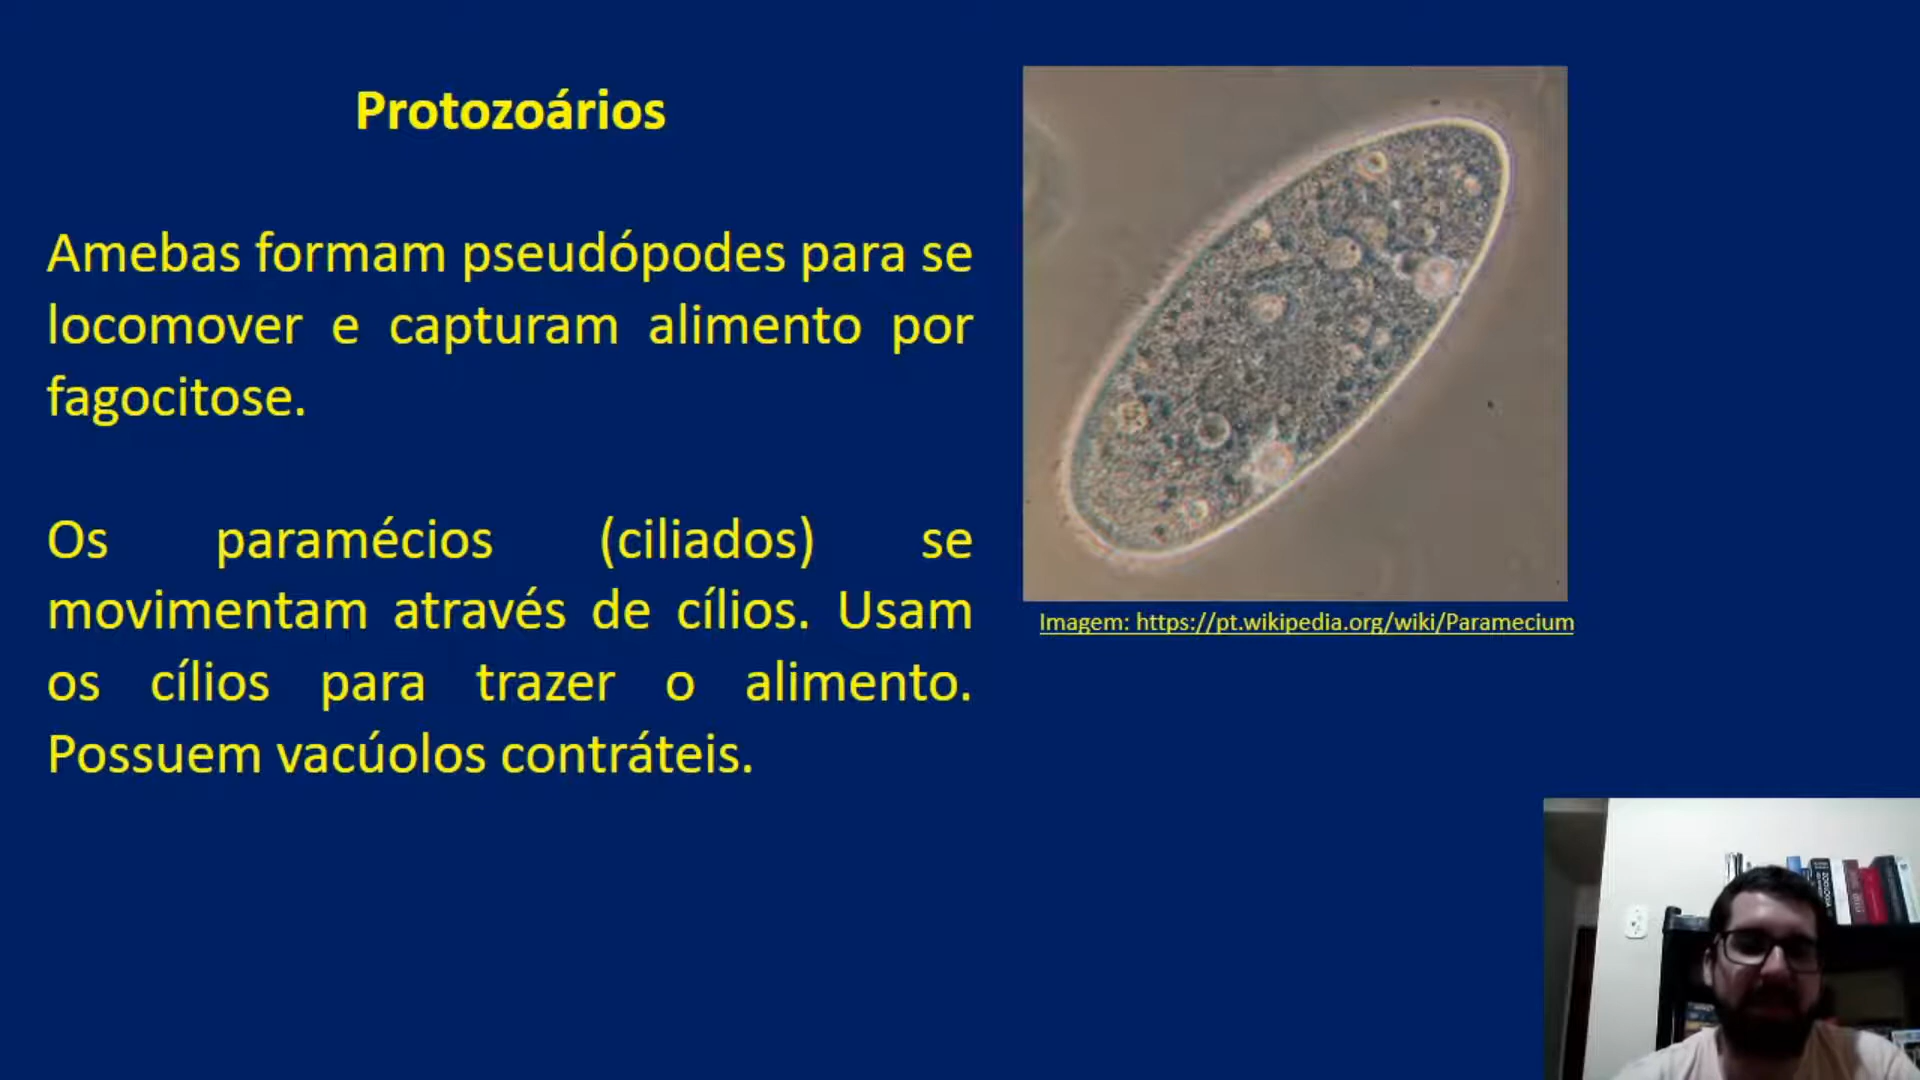 Protozoários
Amebas formam pseudópodes para se
locomover e capturam alimento por
fagocitose.
Os paramécios (ciliados) se
movimentam através de cílios. Usam
os cílios para trazer o alimento.
Possuem vacúolos contráteis.
Imagem: https://pt.wikipedia.org/wiki/Paramecium